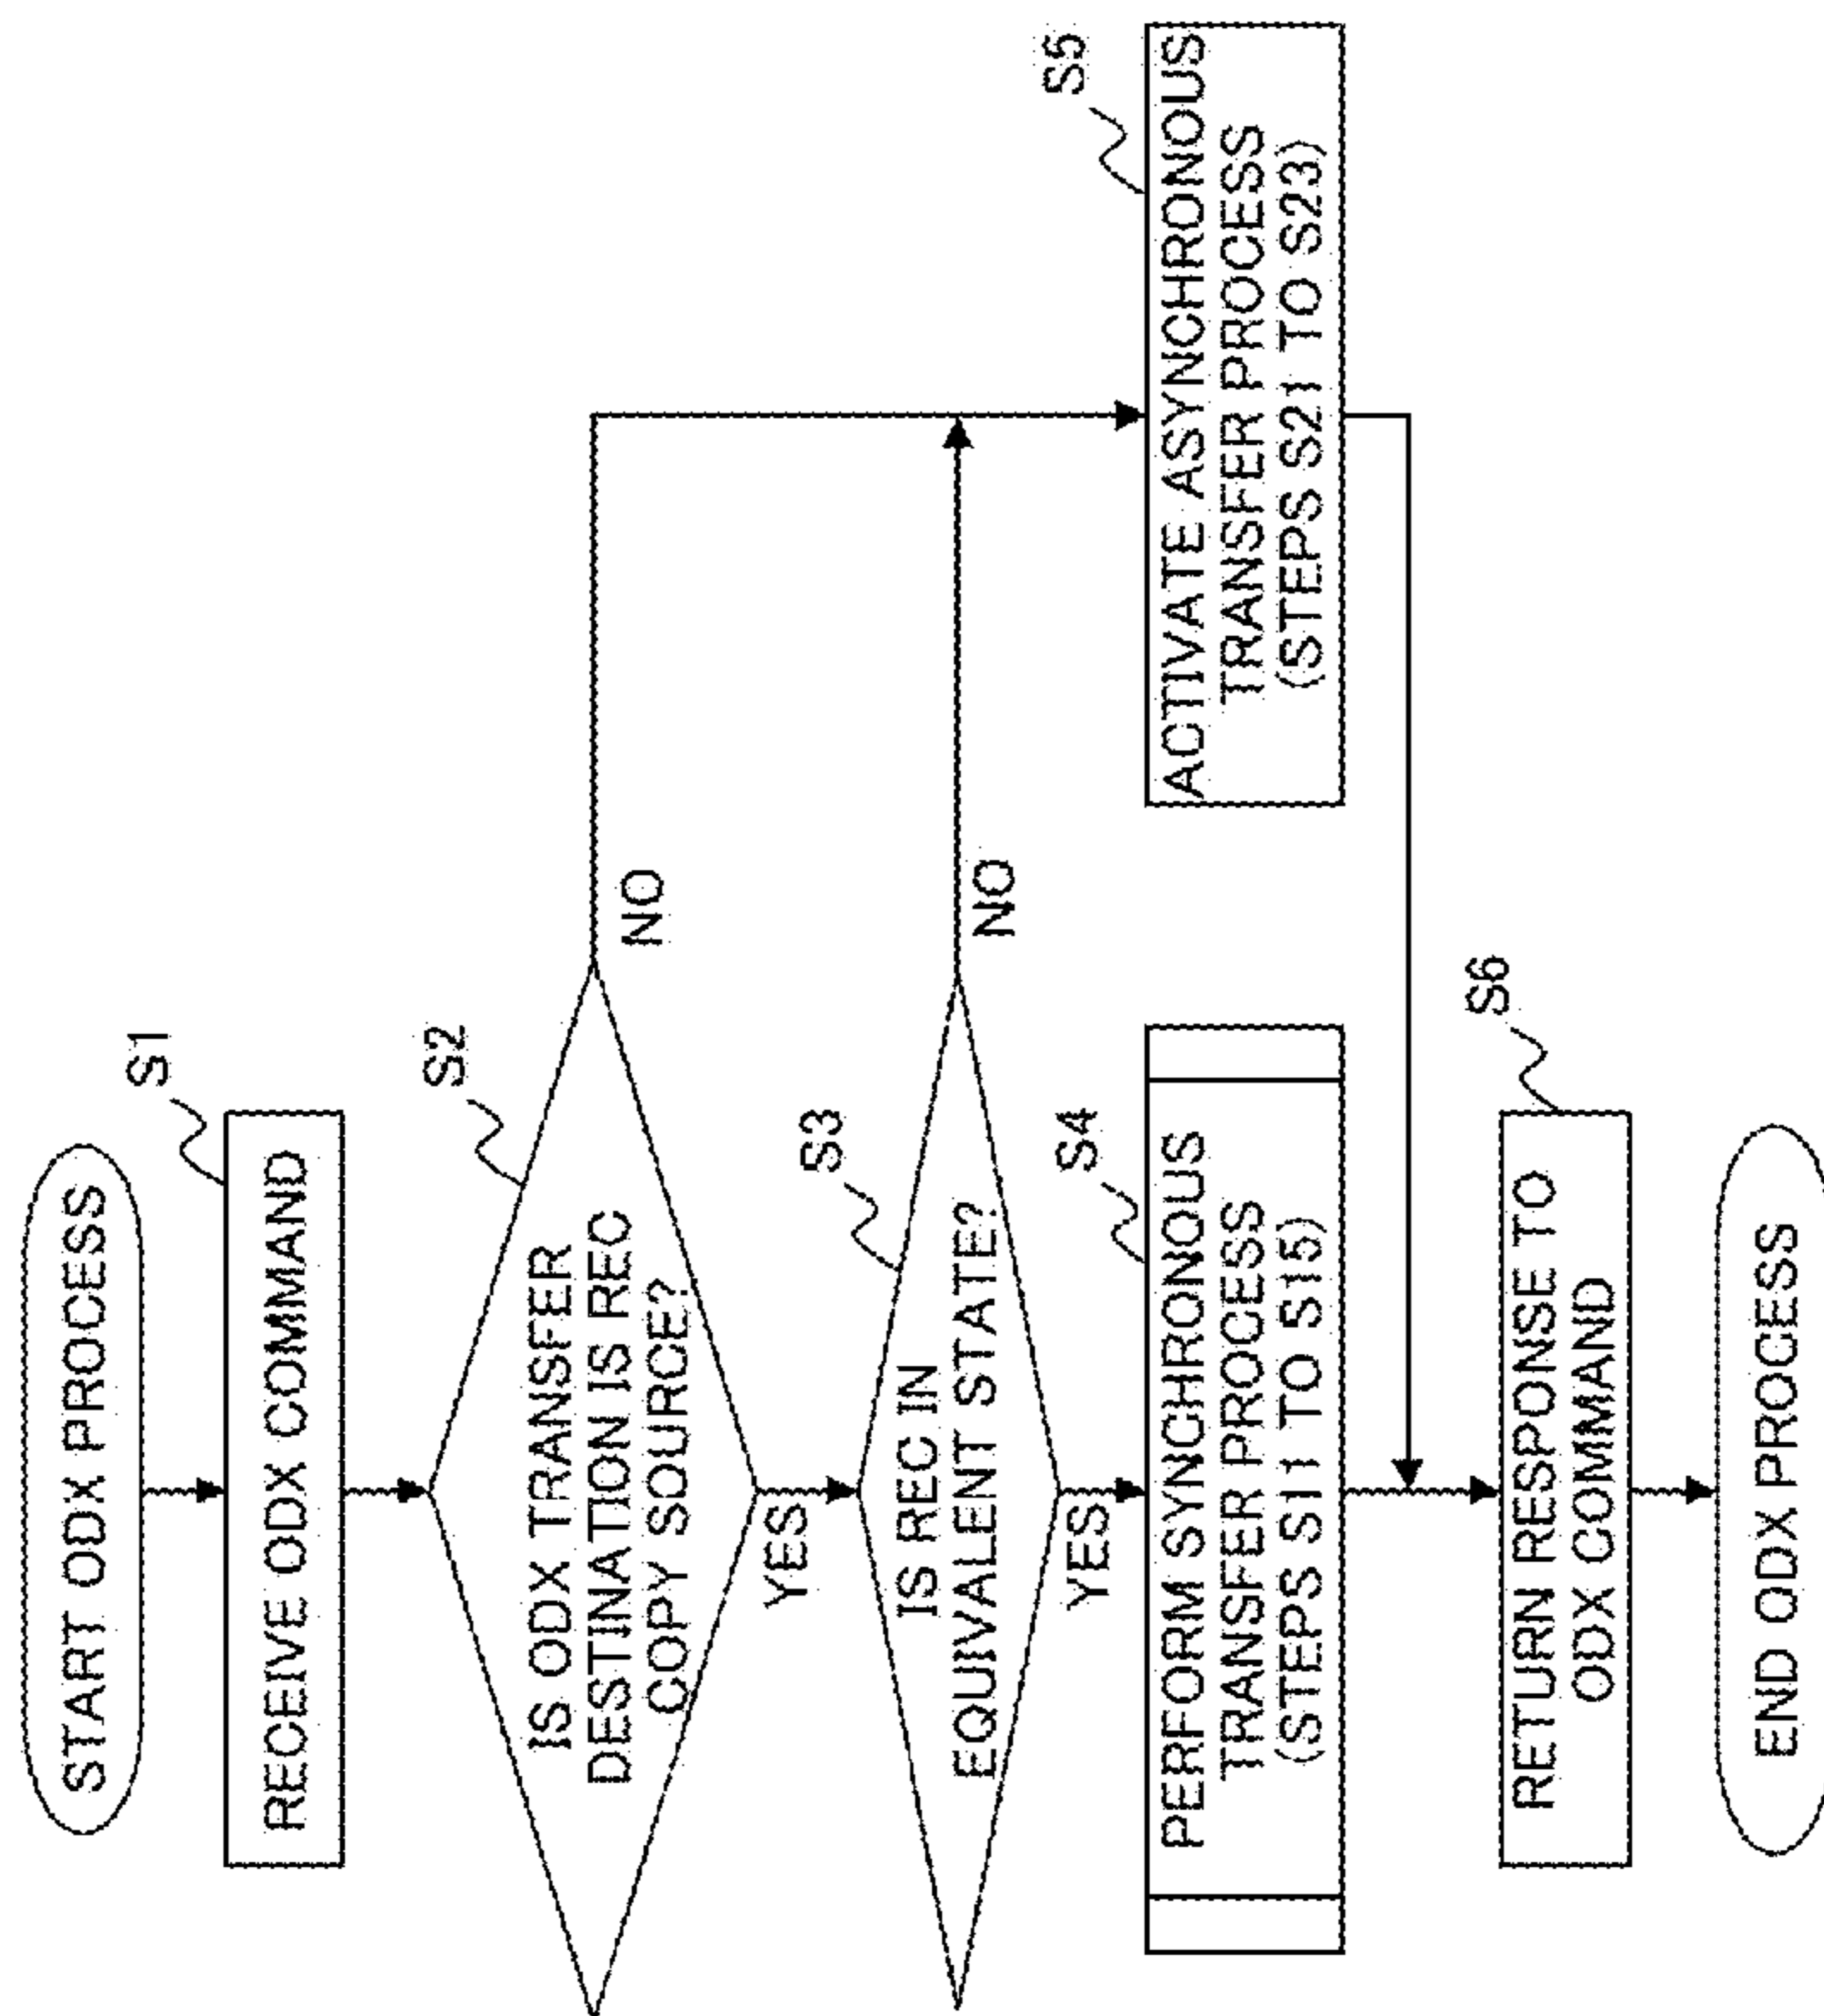 START ODX PROCESS
S1
RECEIVE ODX COMMAND
S2
IS ODX TRANSFER
DESTINATION IS REC
COPY SOURCE?
NO
YES
S3
IS REC IN
EQUIVALENT STATE?
NO
YES
S4
PERFORM SYNCHRONOUS
TRANSFER PROCESS
(STEPS S11 TO S15)
S5
ACTIVATE ASYNCHRONOUS
TRANSFER PROCESS
(STEPS S21 TO S23)
S6
RETURN RESPONSE TO
ODX COMMAND
END ODX PROCESS